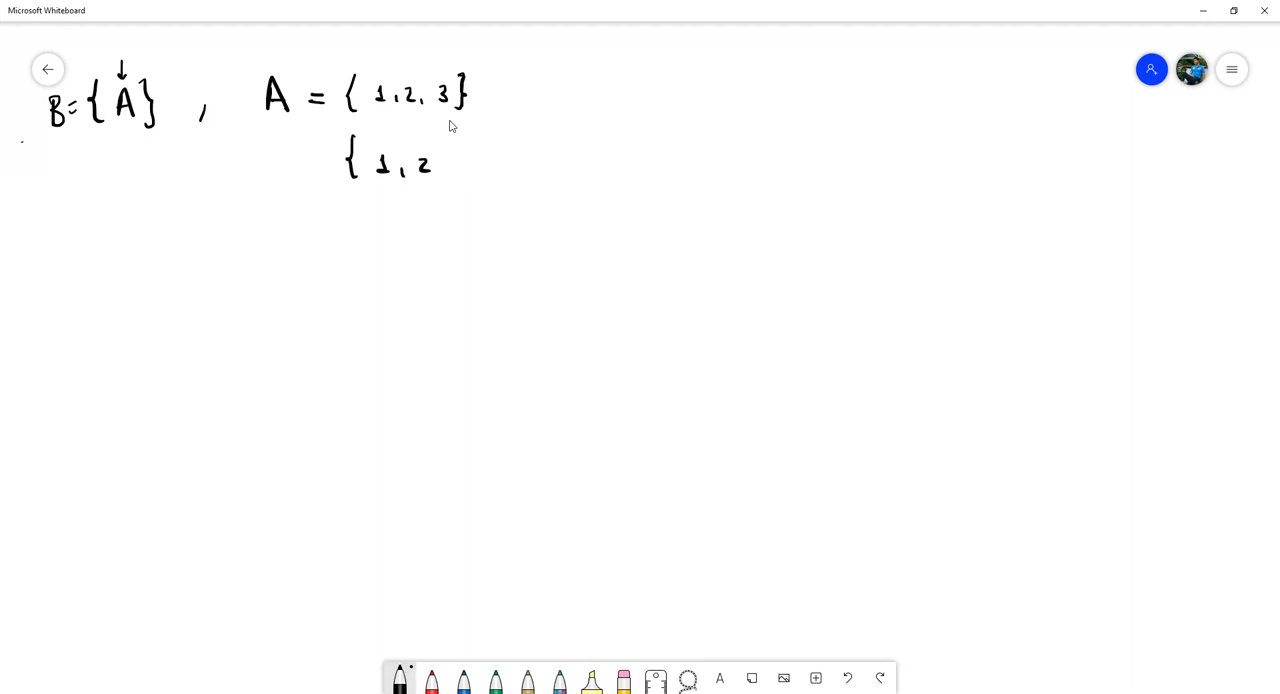 Microsoft Whiteboard
B = { A } , A = { 1, 2, 3 }
{ 1, 2
A